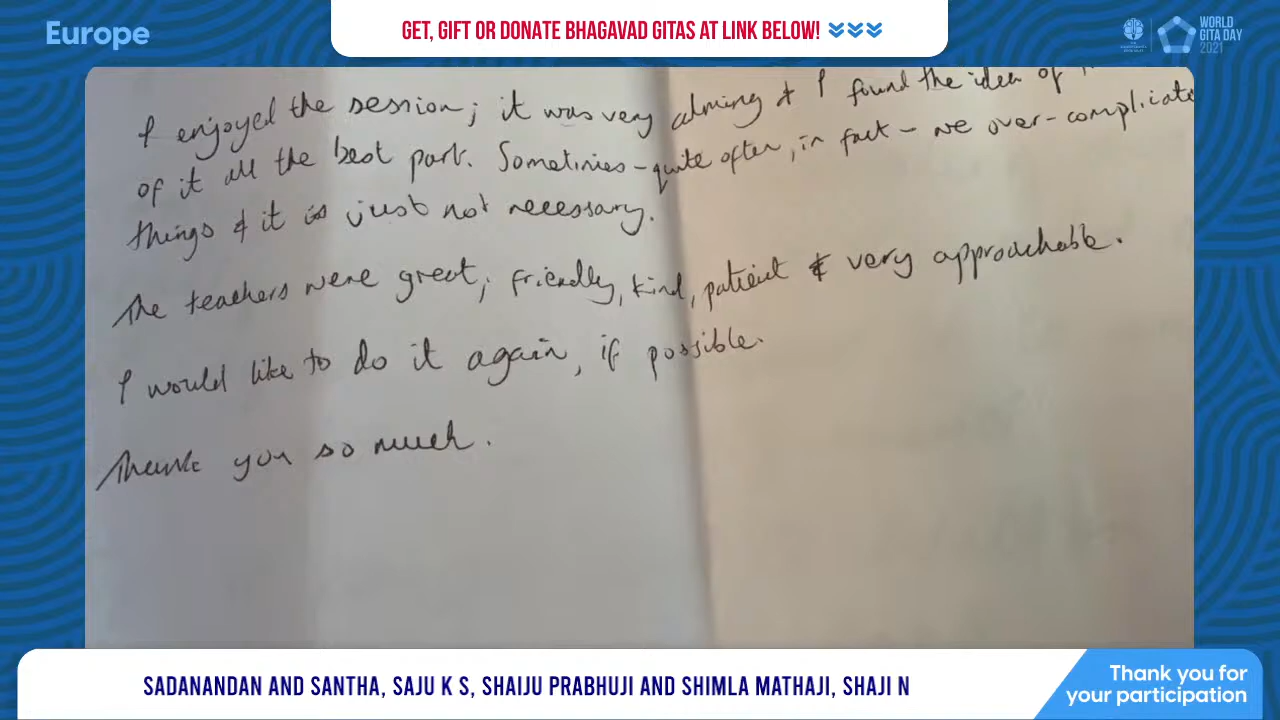 Europe
GET, GIFT OR DONATE BHAGAVAD GITAS AT LINK BELOW!
WORLD
GITA DAY
2021
I enjoyed the session; it was very calming & I found the idea of
of it all the best part. Sometimes - quite often, in fact - we over-complicate
things & it is just not necessary.
The teachers were great; friendly, kind, patient & very approachable.
I would like to do it again, if possible.
Thank you so much.
SADANANDAN AND SANTHA, SAJU K S, SHAIJU PRABHUJI AND SHIMLA MATHAJI, SHAJI N
Thank you for
your participation